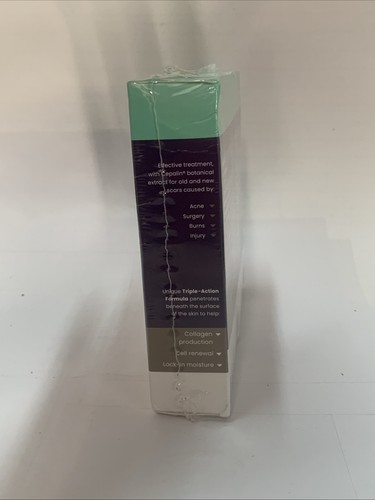 Effective treatment,
with Cepalin® botanical
extract for old and new
scars caused by:
Acne
Surgery
Burns
Injury
Unique Triple-Action
Formula penetrates
beneath the surface
of the skin to help:
Collagen
production
Cell renewal
Lock in moisture